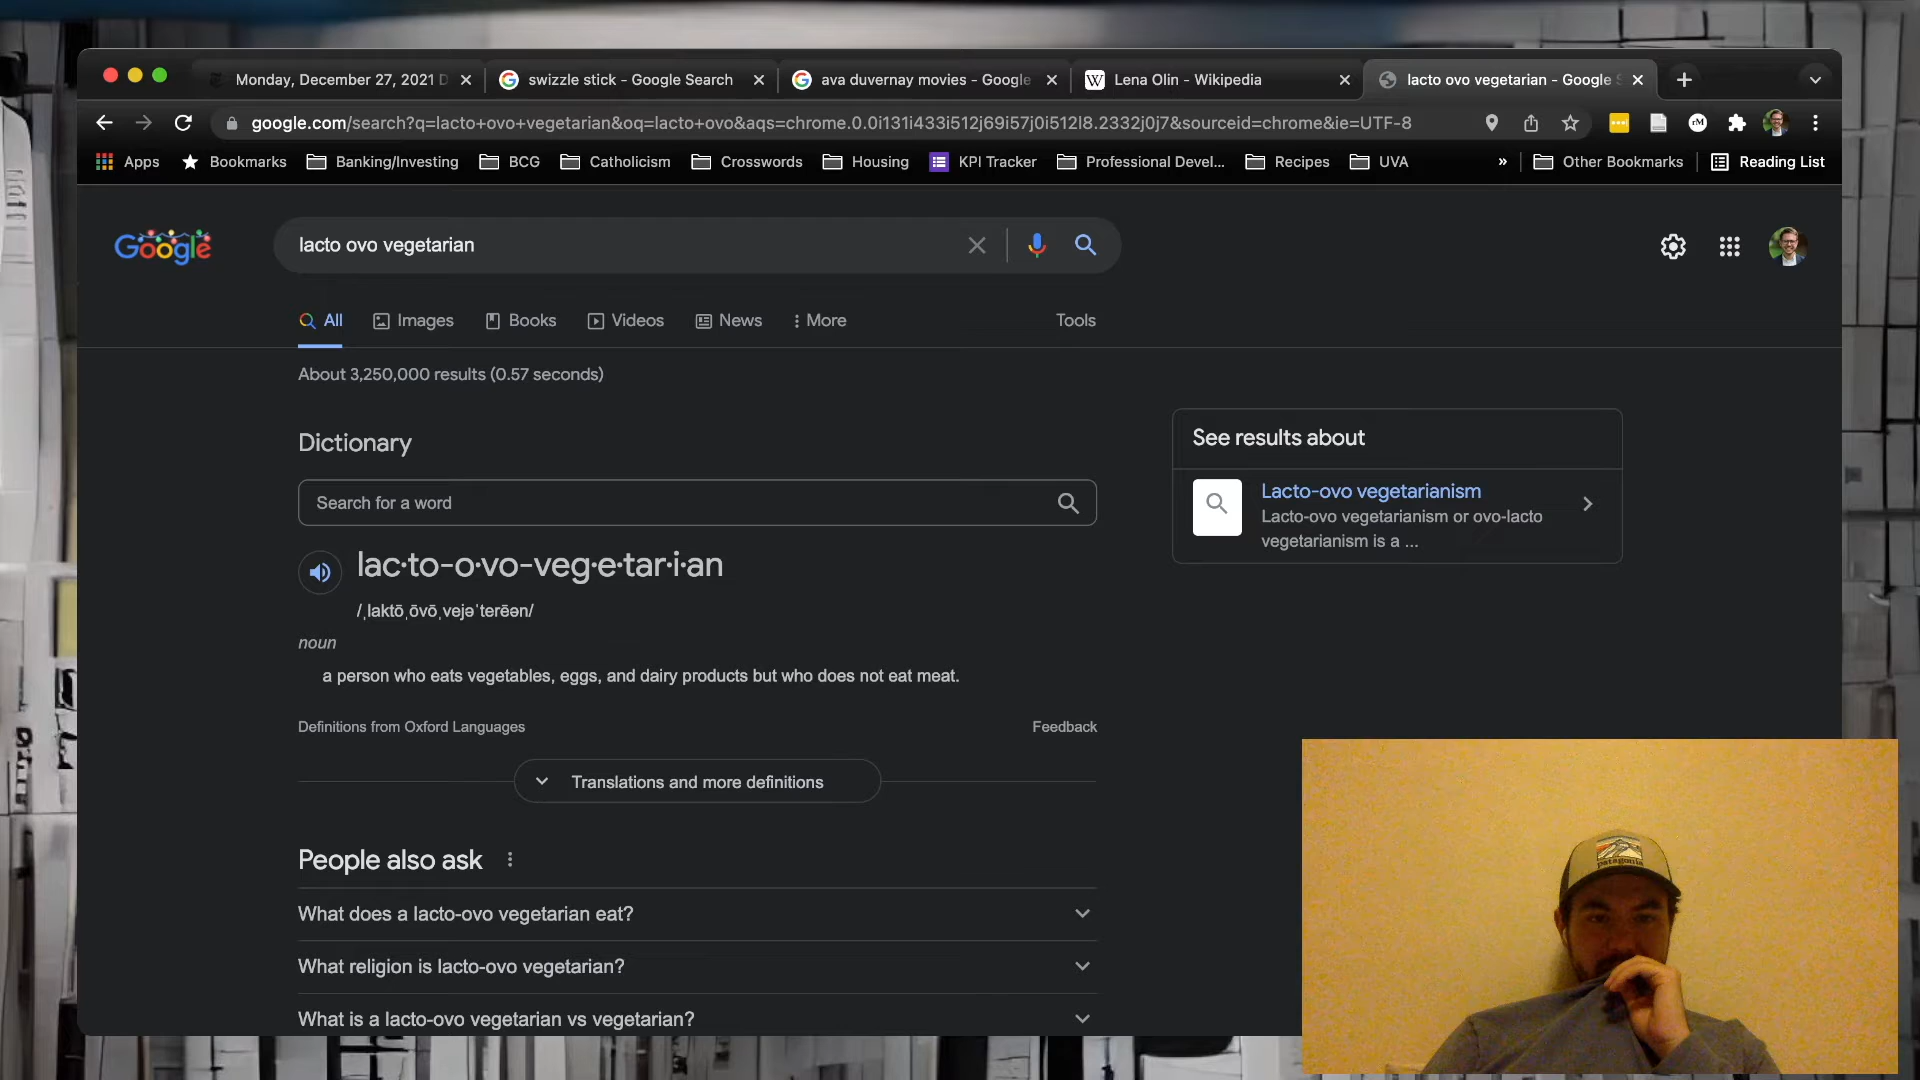 Monday, December 27, 2021 D
swizzle stick - Google Search
ava duvernay movies - Google
W Lena Olin - Wikipedia
lacto ovo vegetarian - Google S
google.com/search?q=lacto+ovo+vegetarian&oq=lacto+ovo&aqs=chrome.0.0i131i433i512j69i57j0i512l8.2332j0j7&sourceid=chrome&ie=UTF-8
rM
Apps
Bookmarks
Banking/Investing
BCG
Catholicism
Crosswords
Housing
KPI Tracker
Professional Devel...
Recipes
UVA
»
Other Bookmarks
Reading List
Google
lacto ovo vegetarian
All
Images
Books
Videos
News
More
Tools
About 3,250,000 results (0.57 seconds)
Dictionary
Search for a word
lac·to-o·vo-veg·e·tar·i·an
/ˌlaktōˌōvōˌvejəˈterēən/
noun
a person who eats vegetables, eggs, and dairy products but who does not eat meat.
Definitions from Oxford Languages
Feedback
Translations and more definitions
People also ask
What does a lacto-ovo vegetarian eat?
What religion is lacto-ovo vegetarian?
What is a lacto-ovo vegetarian vs vegetarian?
See results about
Lacto-ovo vegetarianism
Lacto-ovo vegetarianism or ovo-lacto
vegetarianism is a ...
patagonia